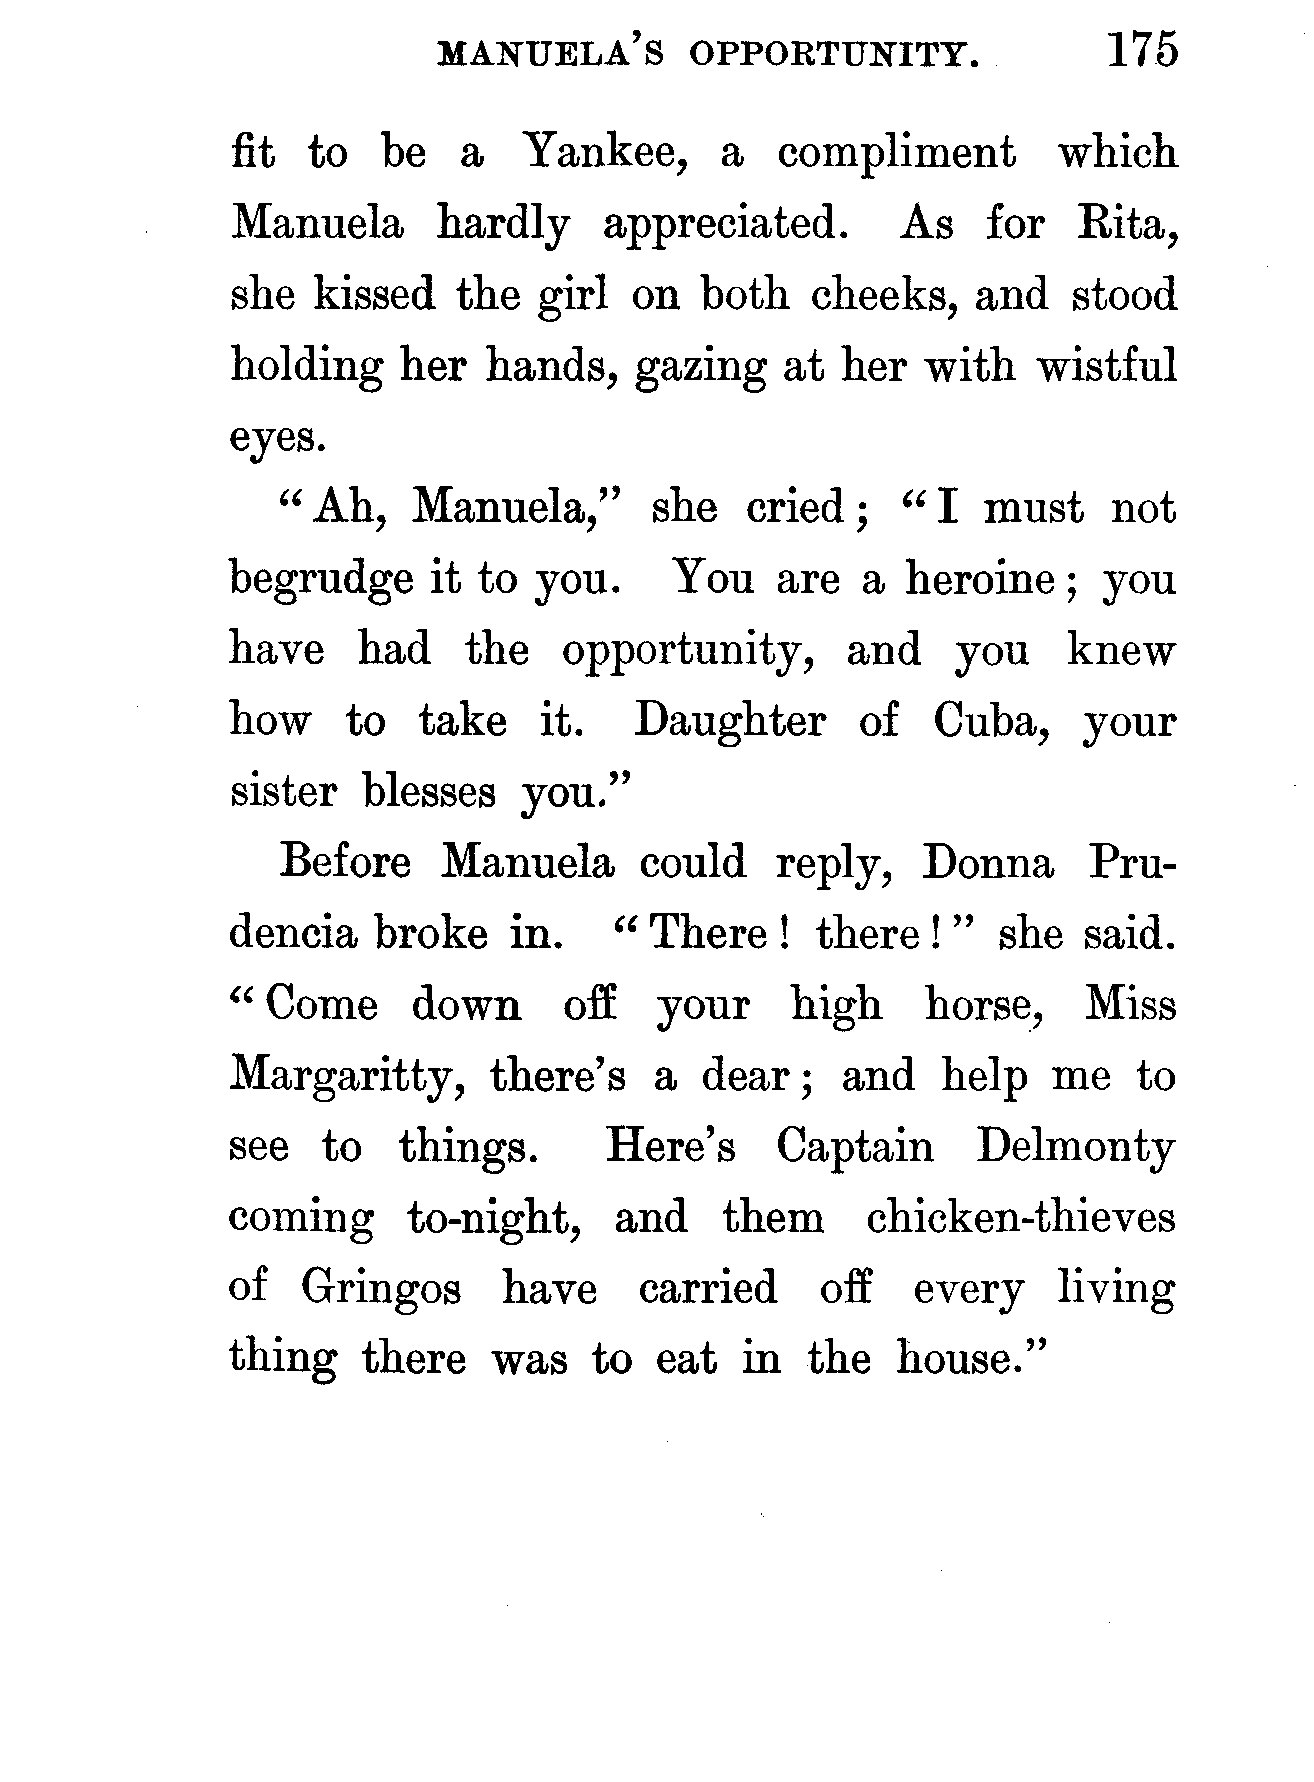 MANUELA'S OPPORTUNITY. 175
fit to be a Yankee, a compliment which
Manuela hardly appreciated. As for Rita,
she kissed the girl on both cheeks, and stood
holding her hands, gazing at her with wistful
eyes.
“Ah, Manuela,” she cried; “I must not
begrudge it to you. You are a heroine; you
have had the opportunity, and you knew
how to take it. Daughter of Cuba, your
sister blesses you.”
Before Manuela could reply, Donna Pru-
dencia broke in. “There! there!” she said.
“Come down off your high horse, Miss
Margaritty, there's a dear; and help me to
see to things. Here's Captain Delmonty
coming to-night, and them chicken-thieves
of Gringos have carried off every living
thing there was to eat in the house.”